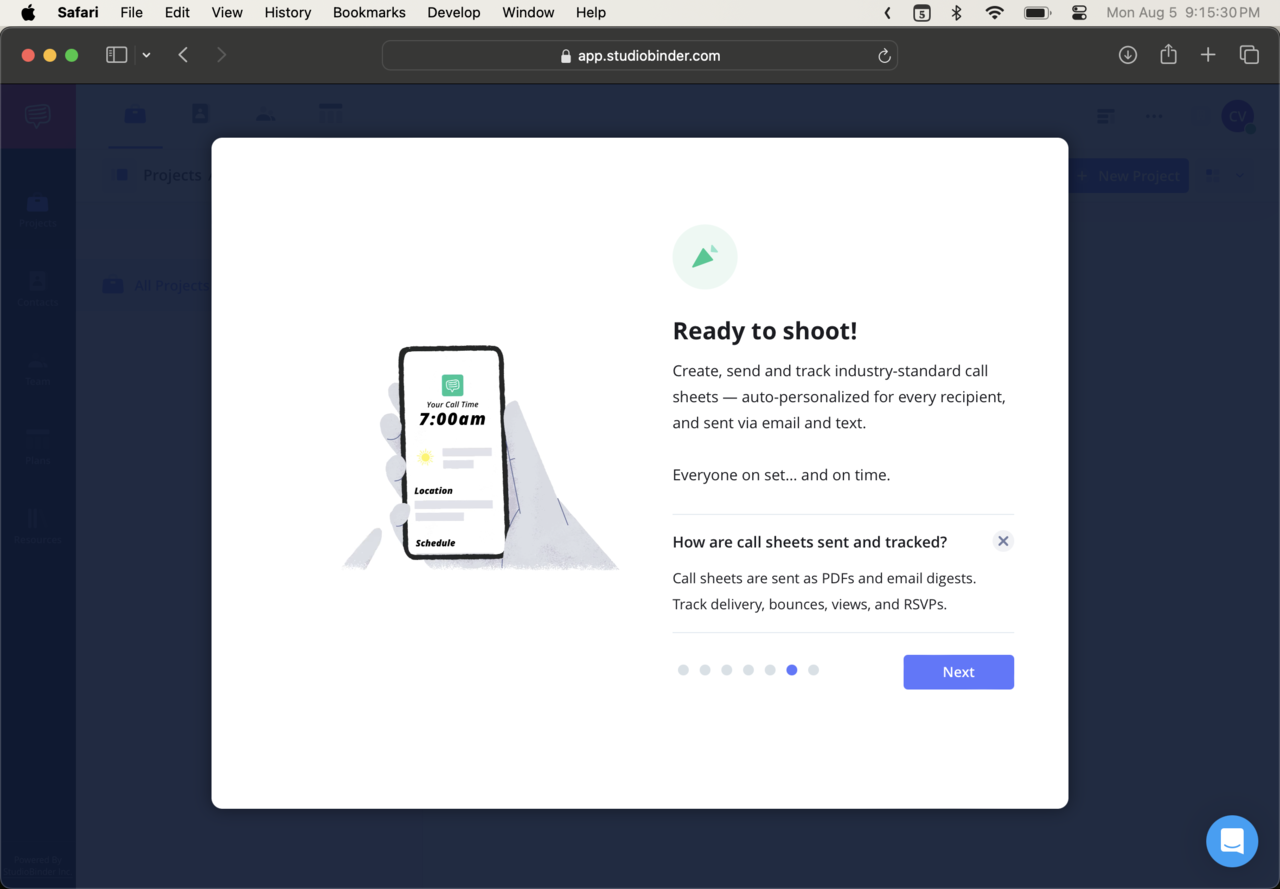 Safari File Edit View History Bookmarks Develop Window Help 5 Mon Aug 5 9:15:30 PM
app.studiobinder.com
CV
Projects
New Project
All Projects
Contacts
Your Call Time
7:00am
Location
Schedule
Ready to shoot!
Create, send and track industry-standard call
sheets — auto-personalized for every recipient,
and sent via email and text.
Everyone on set... and on time.
How are call sheets sent and tracked?
Call sheets are sent as PDFs and email digests.
Track delivery, bounces, views, and RSVPs.
Next